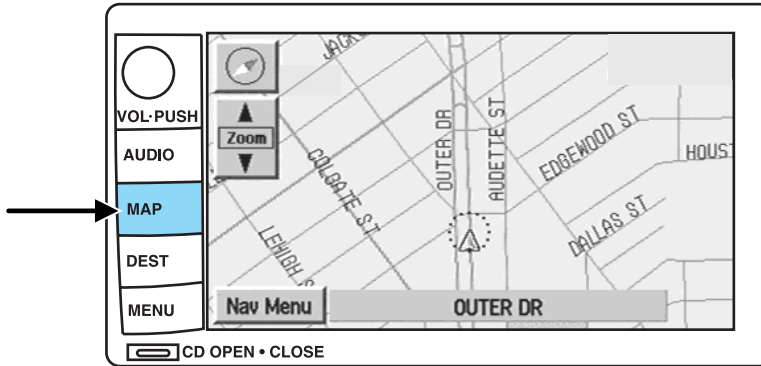 VOL·PUSH
AUDIO
MAP
DEST
MENU
CD OPEN • CLOSE
Zoom
OUTER DR
AUDETTE ST
EDGEWOOD ST
HOUS
COLGATE ST
DALLAS ST
LEHIGH S
Nav Menu
OUTER DR